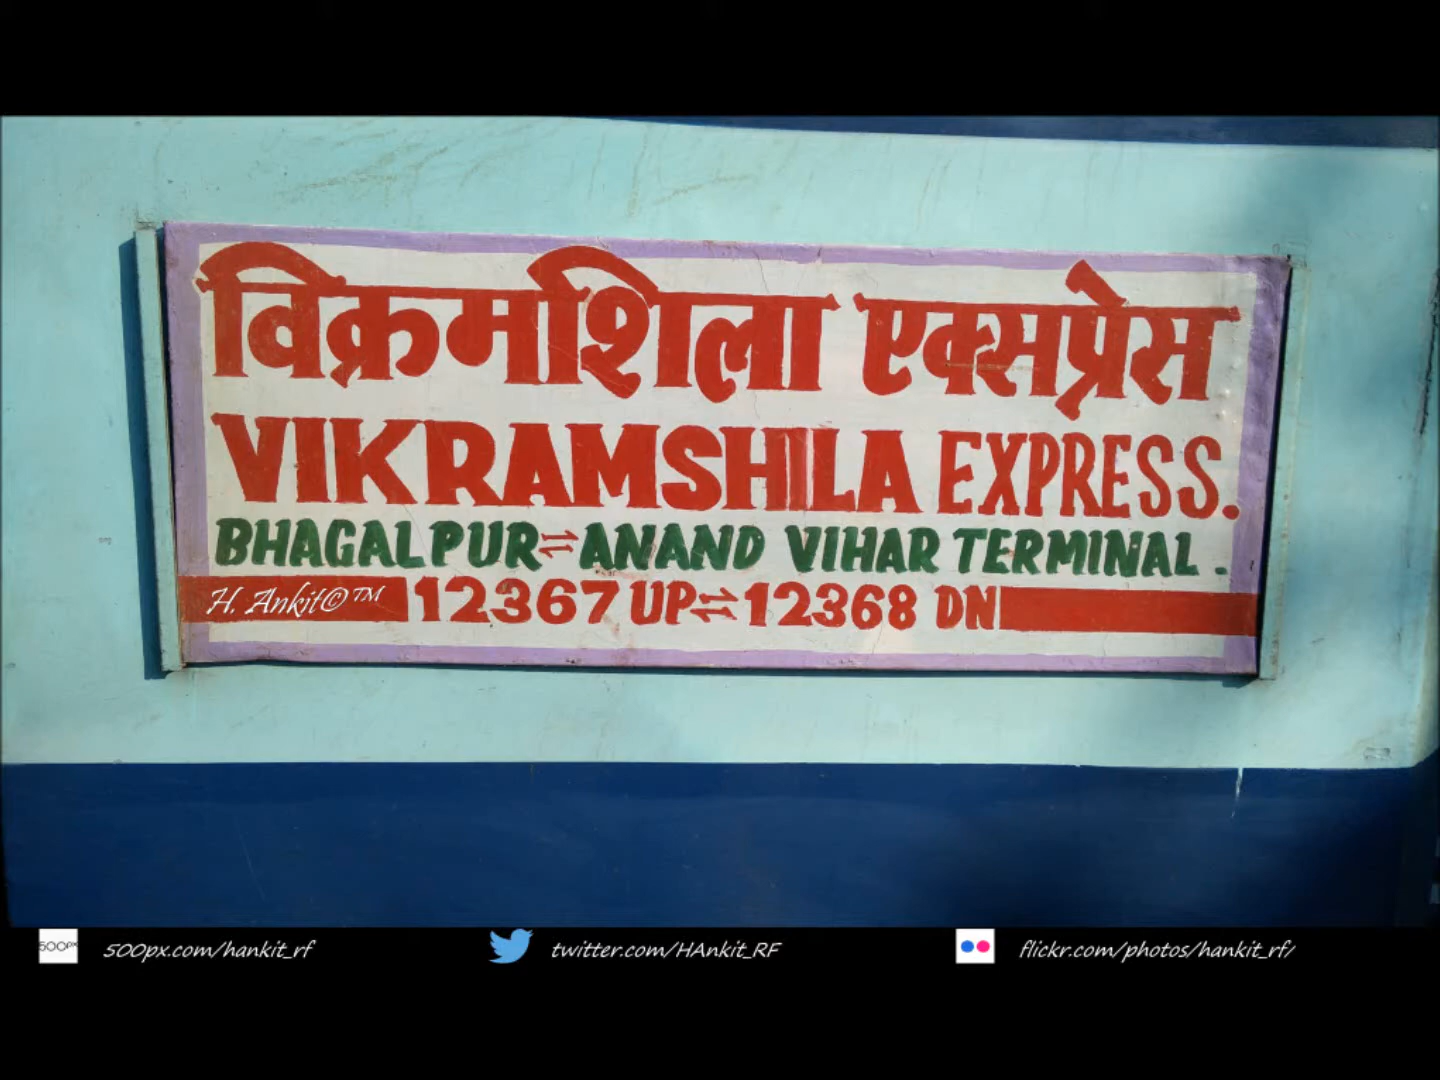 विक्रमशिला एक्सप्रेस
VIKRAMSHILA EXPRESS.
BHAGALPUR ⇌ ANAND VIHAR TERMINAL.
H. Ankit©™ 12367 UP ⇌ 12368 DN
500px 500px.com/hankit_rf twitter.com/HAnkit_RF flickr.com/photos/hankit_rf/